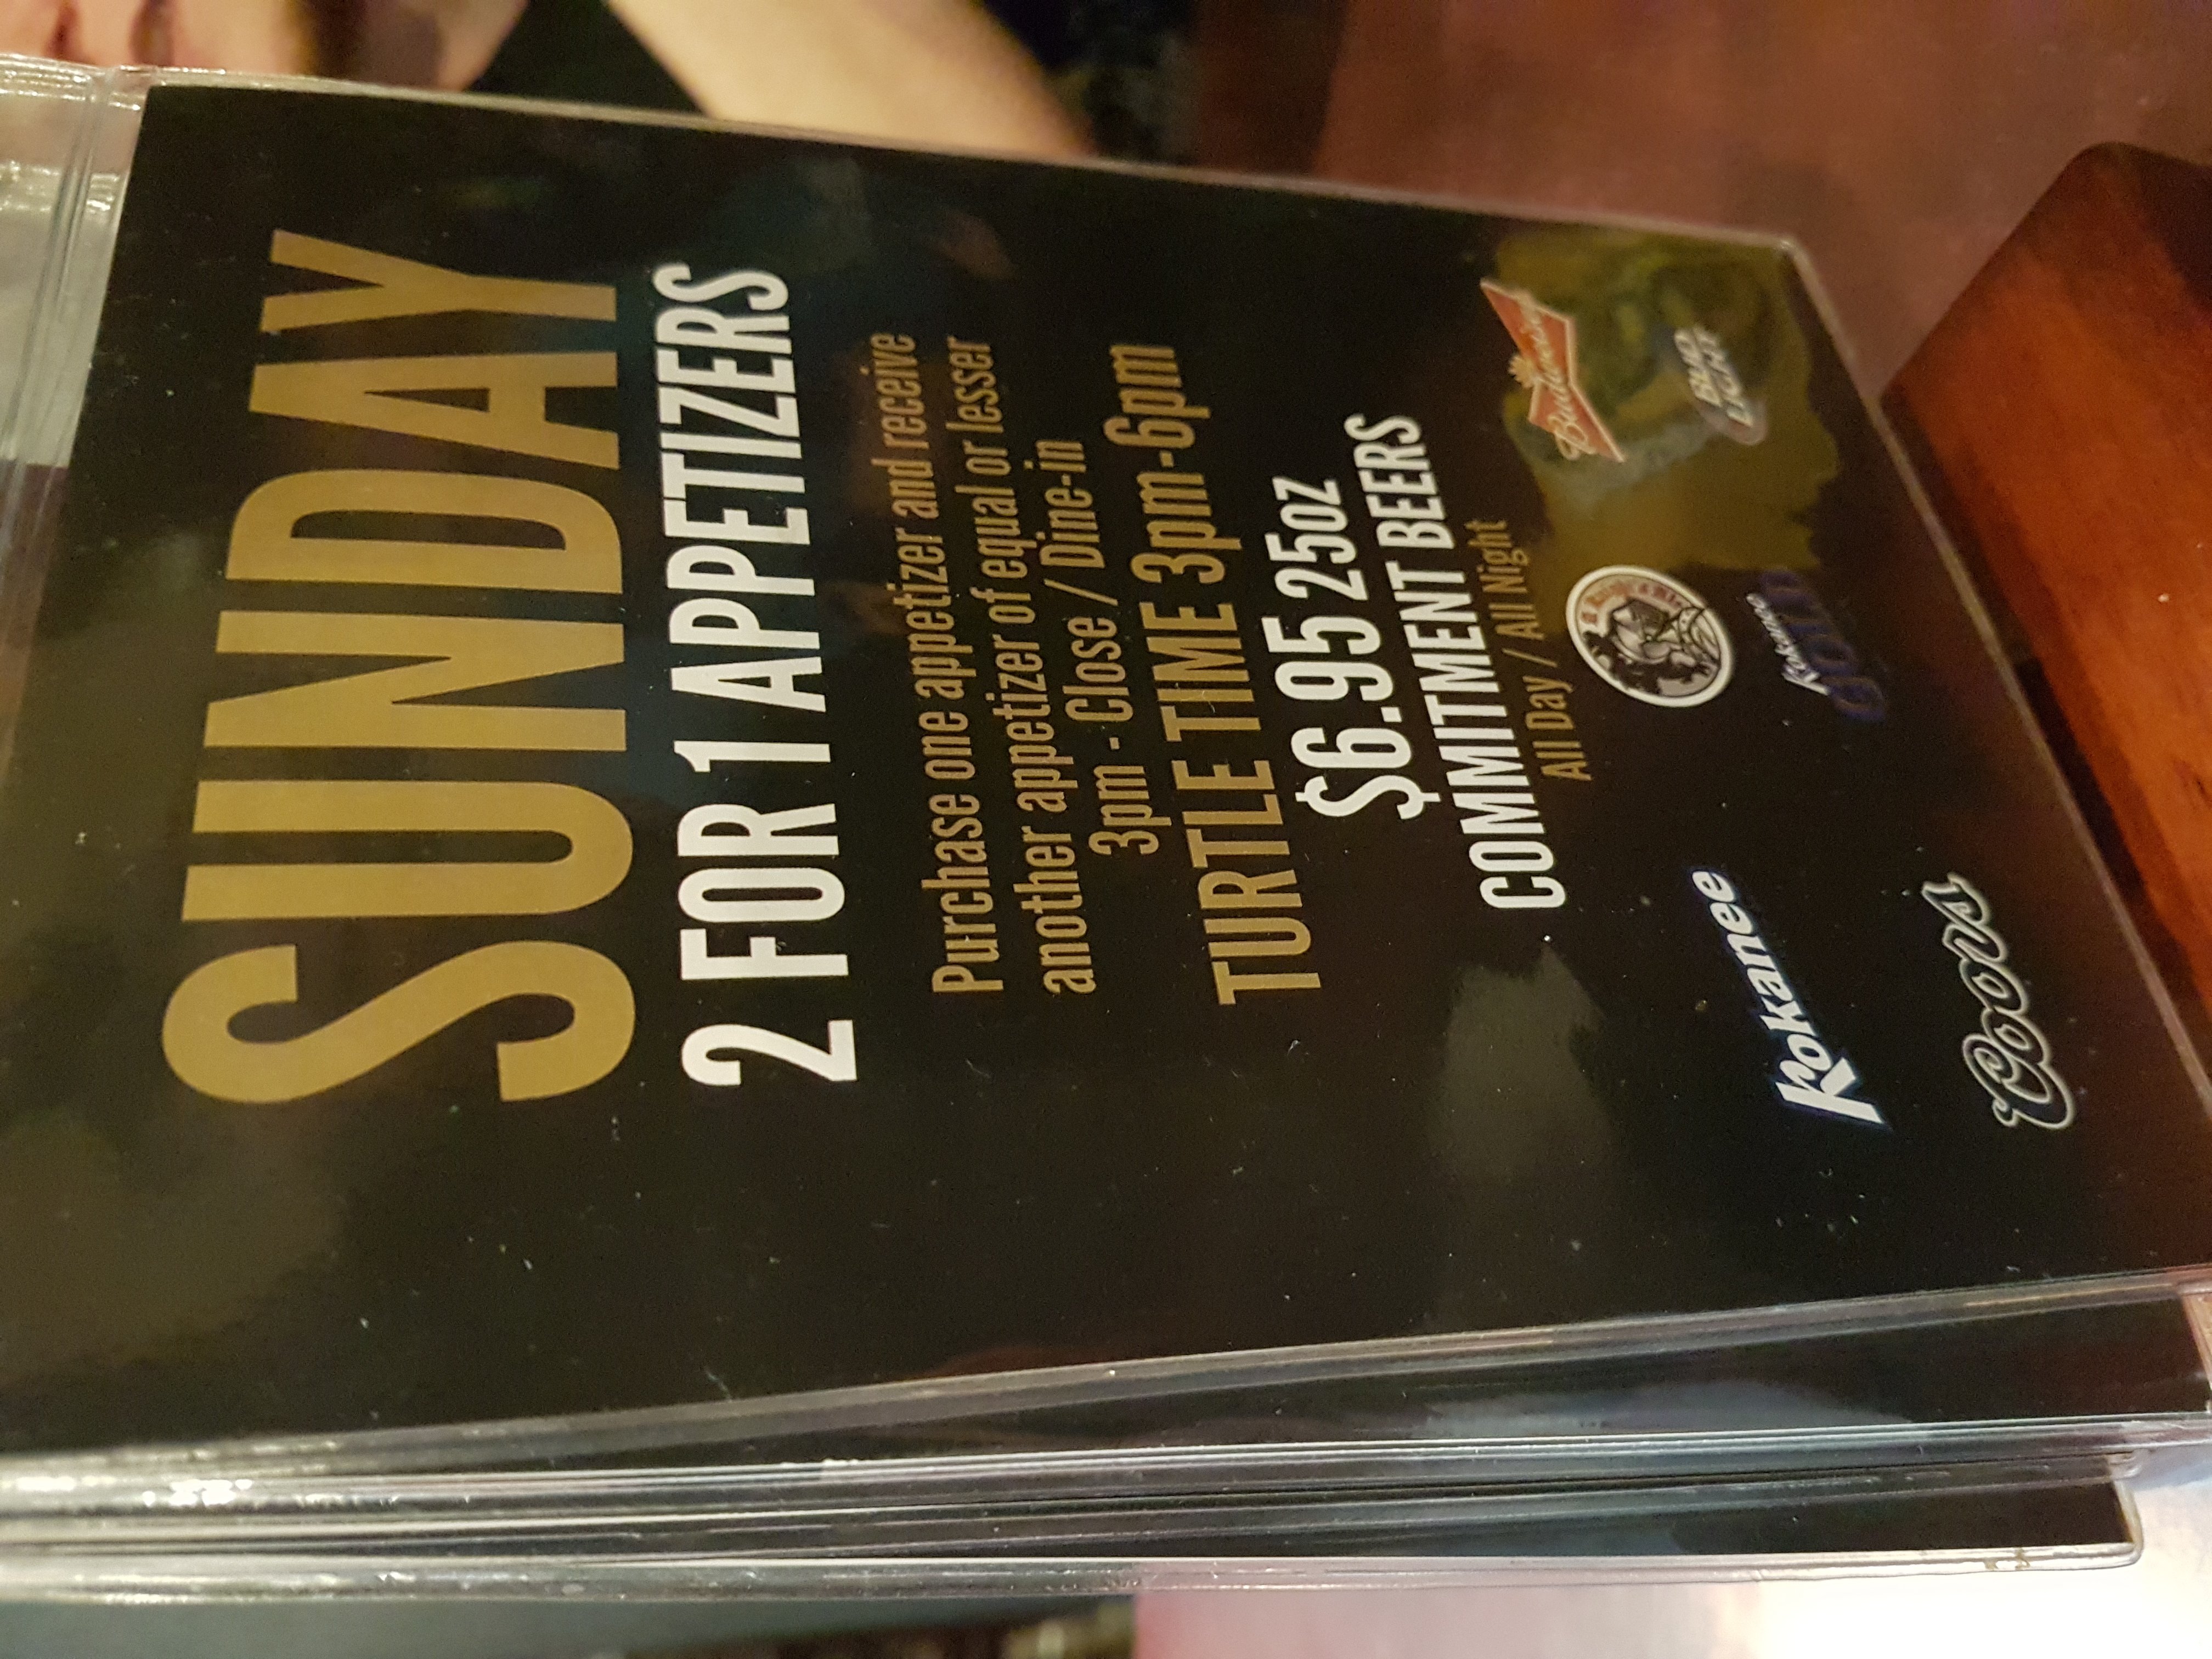 SUNDAY
2 FOR 1 APPETIZERS
Purchase one appetizer and receive
another appetizer of equal or lesser
3pm - Close / Dine-in
TURTLE TIME 3pm-6pm
$6.95 25oz
COMMITMENT BEERS
All Day / All Night
Kokanee
Budweiser
Coors
Kokanee
GOLD
BUD
LIGHT